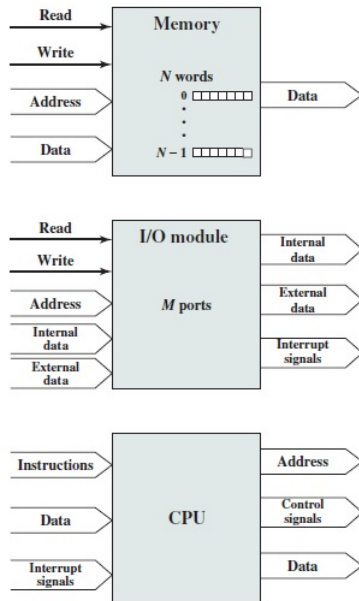 Read
Memory
Write
N words
Address
0
Data
Data
N – 1
Read
I/O module
Internal
data
Write
External
data
Address
M ports
Internal
data
Interrupt
signals
External
data
Instructions
Address
Data
CPU
Control
signals
Interrupt
signals
Data